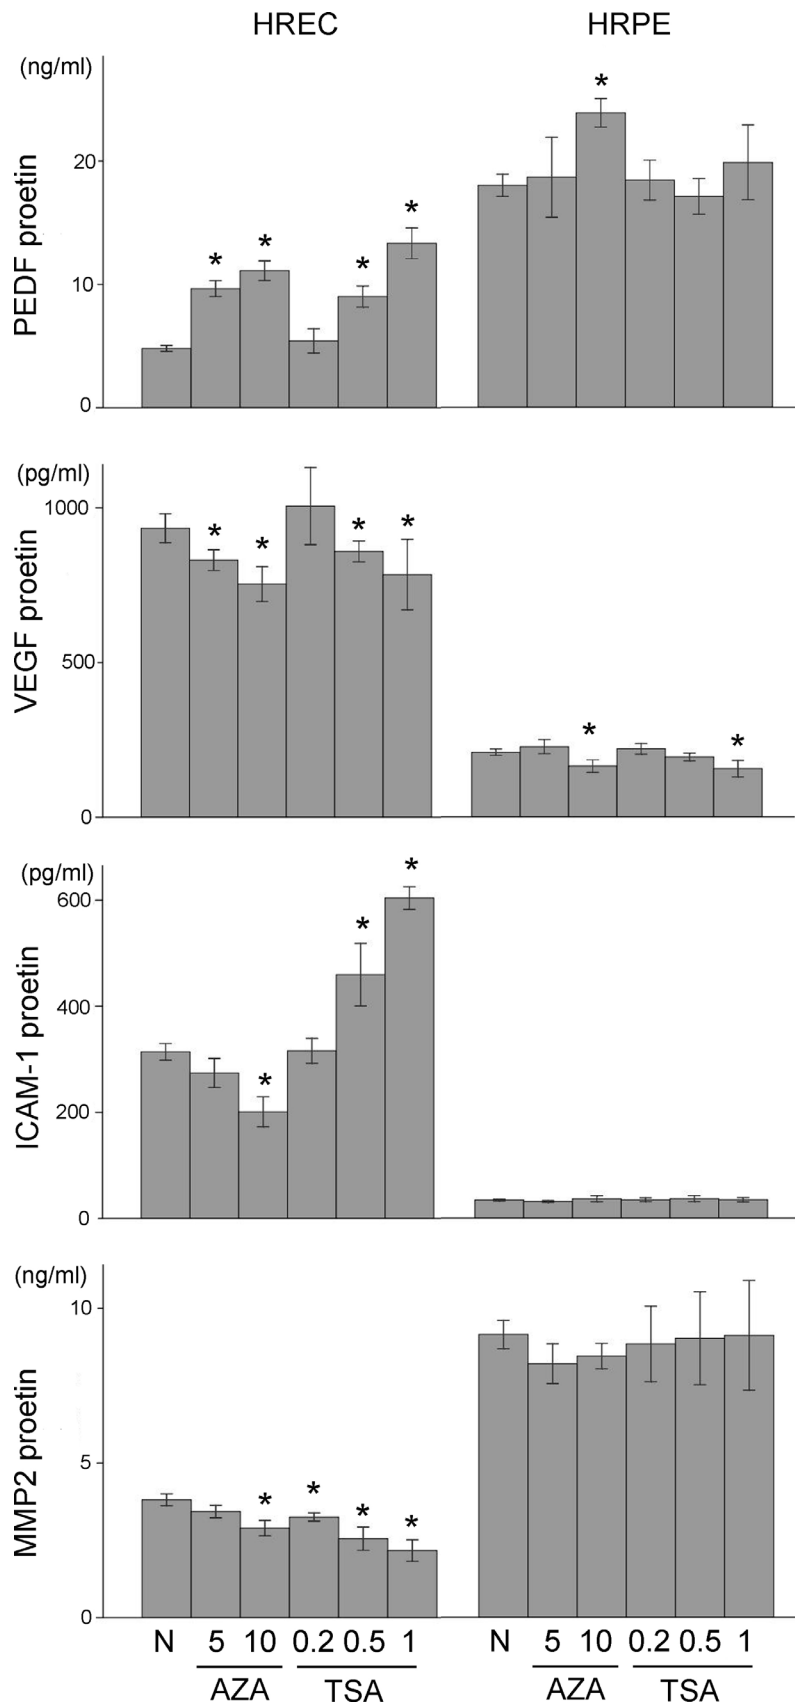 HREC HRPE
(ng/ml)
PEDF proetin
20
10
0
* * * * *
(pg/ml)
VEGF proetin
1000
500
0
* * * * * *
(pg/ml)
ICAM-1 proetin
600
400
200
0
* * *
(ng/ml)
MMP2 proetin
10
5
0
* * * *
N 5 10 0.2 0.5 1 N 5 10 0.2 0.5 1
AZA TSA AZA TSA